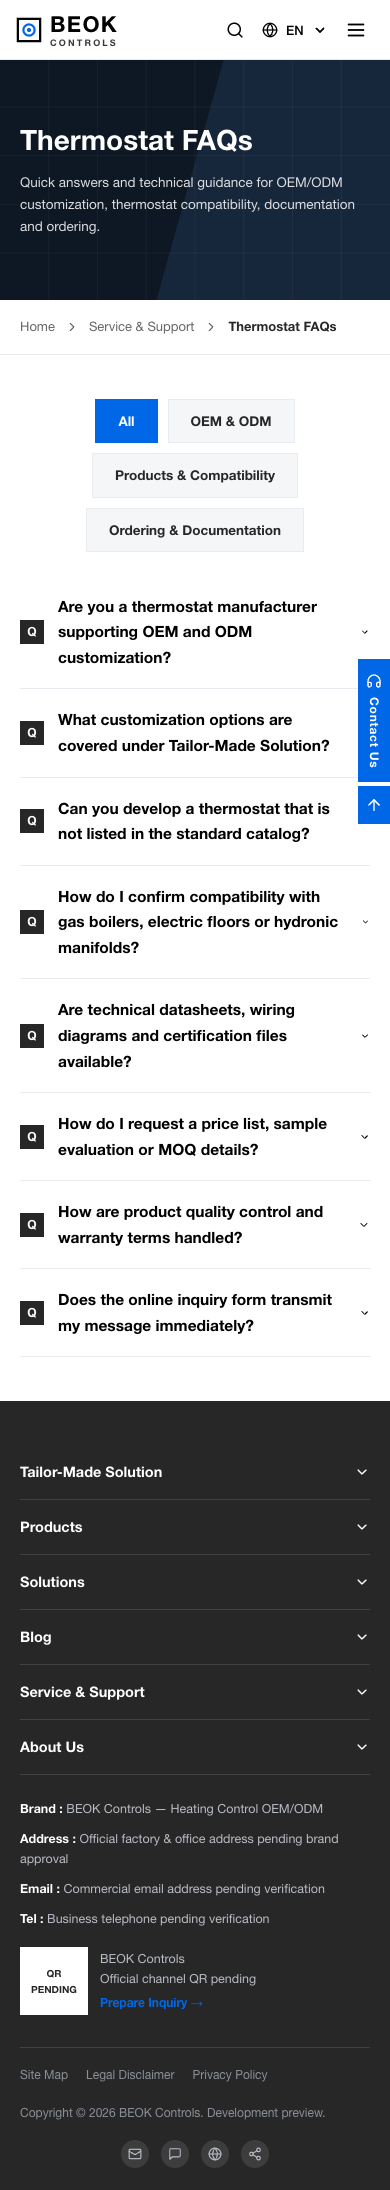 BEOK
CONTROLS
EN
Thermostat FAQs
Quick answers and technical guidance for OEM/ODM
customization, thermostat compatibility, documentation
and ordering.
Home
Service & Support
Thermostat FAQs
All
OEM & ODM
Products & Compatibility
Ordering & Documentation
Q
Are you a thermostat manufacturer
supporting OEM and ODM
customization?
Q
What customization options are
covered under Tailor-Made Solution?
Q
Can you develop a thermostat that is
not listed in the standard catalog?
Q
How do I confirm compatibility with
gas boilers, electric floors or hydronic
manifolds?
Q
Are technical datasheets, wiring
diagrams and certification files
available?
Q
How do I request a price list, sample
evaluation or MOQ details?
Q
How are product quality control and
warranty terms handled?
Q
Does the online inquiry form transmit
my message immediately?
Contact Us
Tailor-Made Solution
Products
Solutions
Blog
Service & Support
About Us
Brand : BEOK Controls — Heating Control OEM/ODM
Address : Official factory & office address pending brand
approval
Email : Commercial email address pending verification
Tel : Business telephone pending verification
QR
PENDING
BEOK Controls
Official channel QR pending
Prepare Inquiry →
Site Map
Legal Disclaimer
Privacy Policy
Copyright © 2026 BEOK Controls. Development preview.